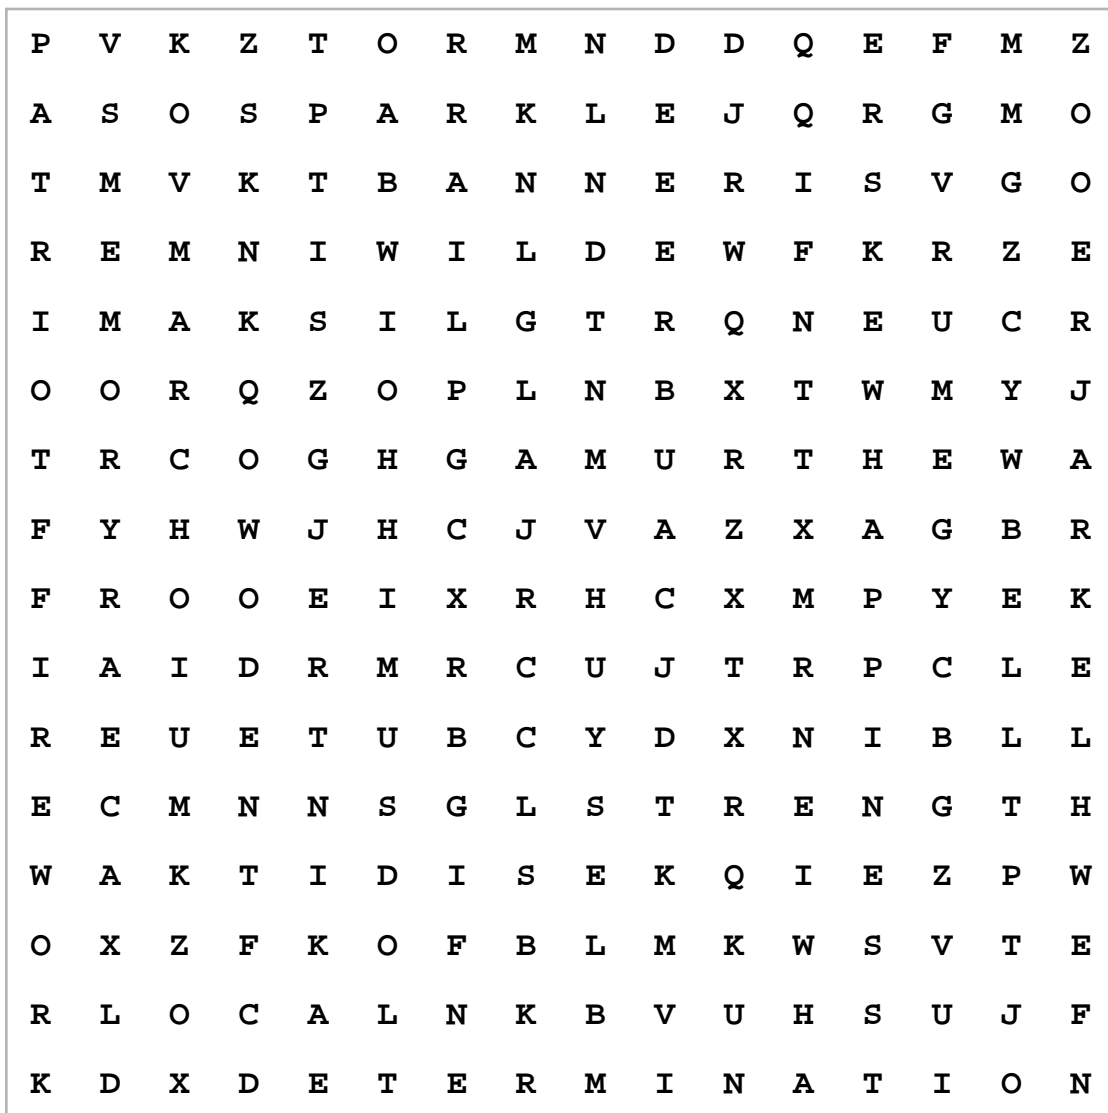 P V K Z T O R M N D D Q E F M Z
A S O S P A R K L E J Q R G M O
T M V K T B A N N E R I S V G O
R E M N I W I L D E W F K R Z E
I M A K S I L G T R Q N E U C R
O O R Q Z O P L N B X T W M Y J
T R C O G H G A M U R T H E W A
F Y H W J H C J V A Z X A G B R
F R O O E I X R H C X M P Y E K
I A I D R M R C U J T R P C L E
R E U E T U B C Y D X N I B L L
E C M N N S G L S T R E N G T H
W A K T I D I S E K Q I E Z P W
O X Z F K O F B L M K W S V T E
R L O C A L N K B V U H S U J F
K D X D E T E R M I N A T I O N